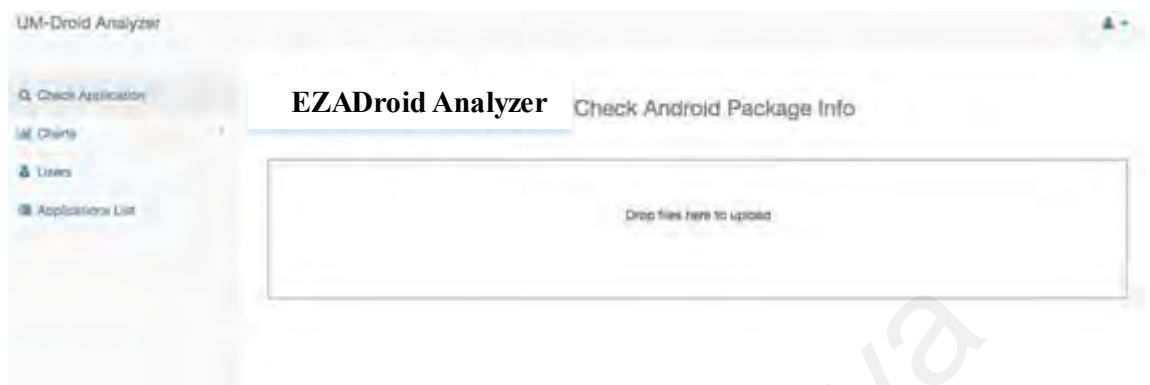 UM-Droid Analyzer
Check Application
Charts
Users
Applications List
EZADroid Analyzer Check Android Package Info
Drop files here to upload